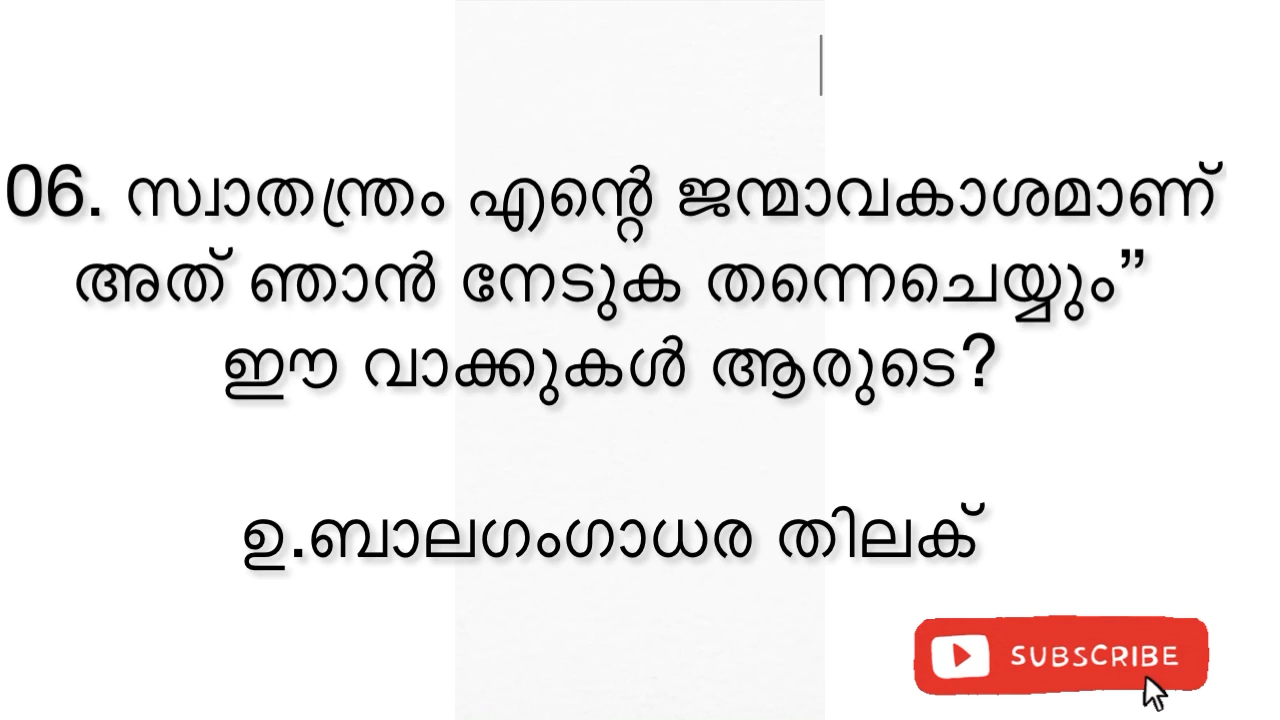 06. സ്വാതന്ത്രം എന്റെ ജന്മാവകാശമാണ്
അത് ഞാൻ നേടുക തന്നെചെയ്യും”
ഈ വാക്കുകൾ ആരുടെ?
ഉ.ബാലഗംഗാധര തിലക്
SUBSCRIBE